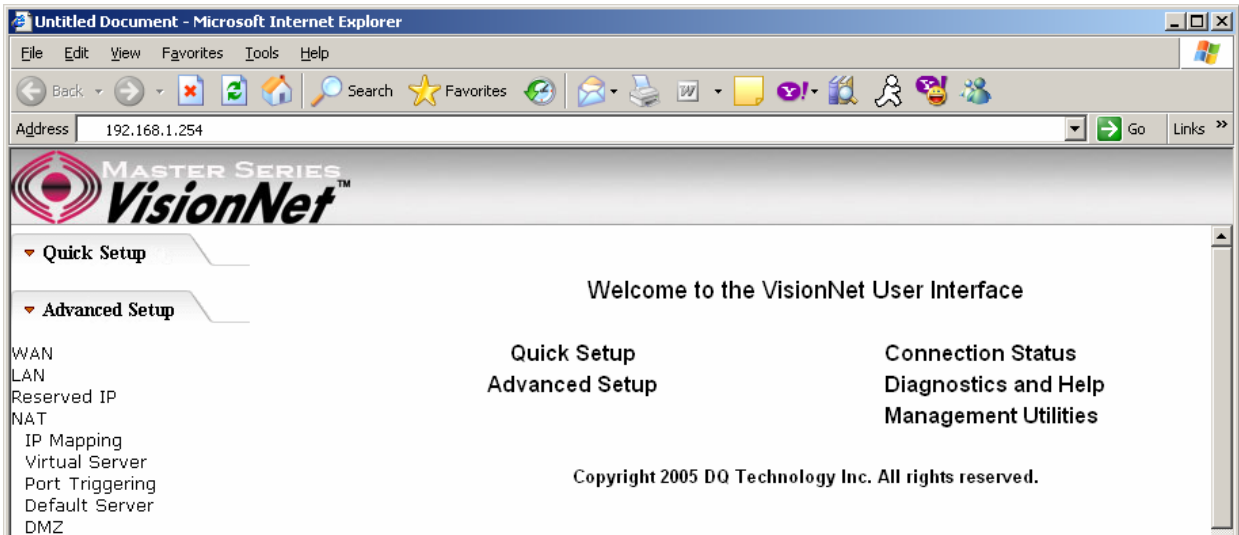 Untitled Document - Microsoft Internet Explorer
File Edit View Favorites Tools Help
Back Search Favorites
Address 192.168.1.254 Go Links »
MASTER SERIES
VisionNet™
Quick Setup
Advanced Setup
WAN
LAN
Reserved IP
NAT
IP Mapping
Virtual Server
Port Triggering
Default Server
DMZ
Welcome to the VisionNet User Interface
Quick Setup Connection Status
Advanced Setup Diagnostics and Help
Management Utilities
Copyright 2005 DQ Technology Inc. All rights reserved.